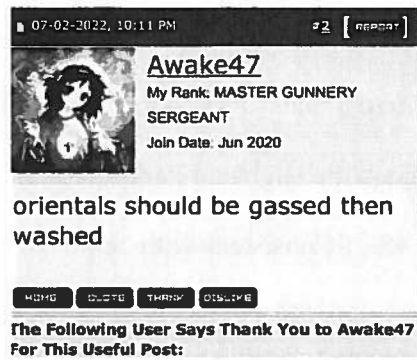 07-02-2022, 10:11 PM #2 [ REPORT ]
Awake47
My Rank: MASTER GUNNERY
SERGEANT
Join Date: Jun 2020
orientals should be gassed then
washed
HOME QUOTE THANK DISLIKE
The Following User Says Thank You to Awake47
For This Useful Post: